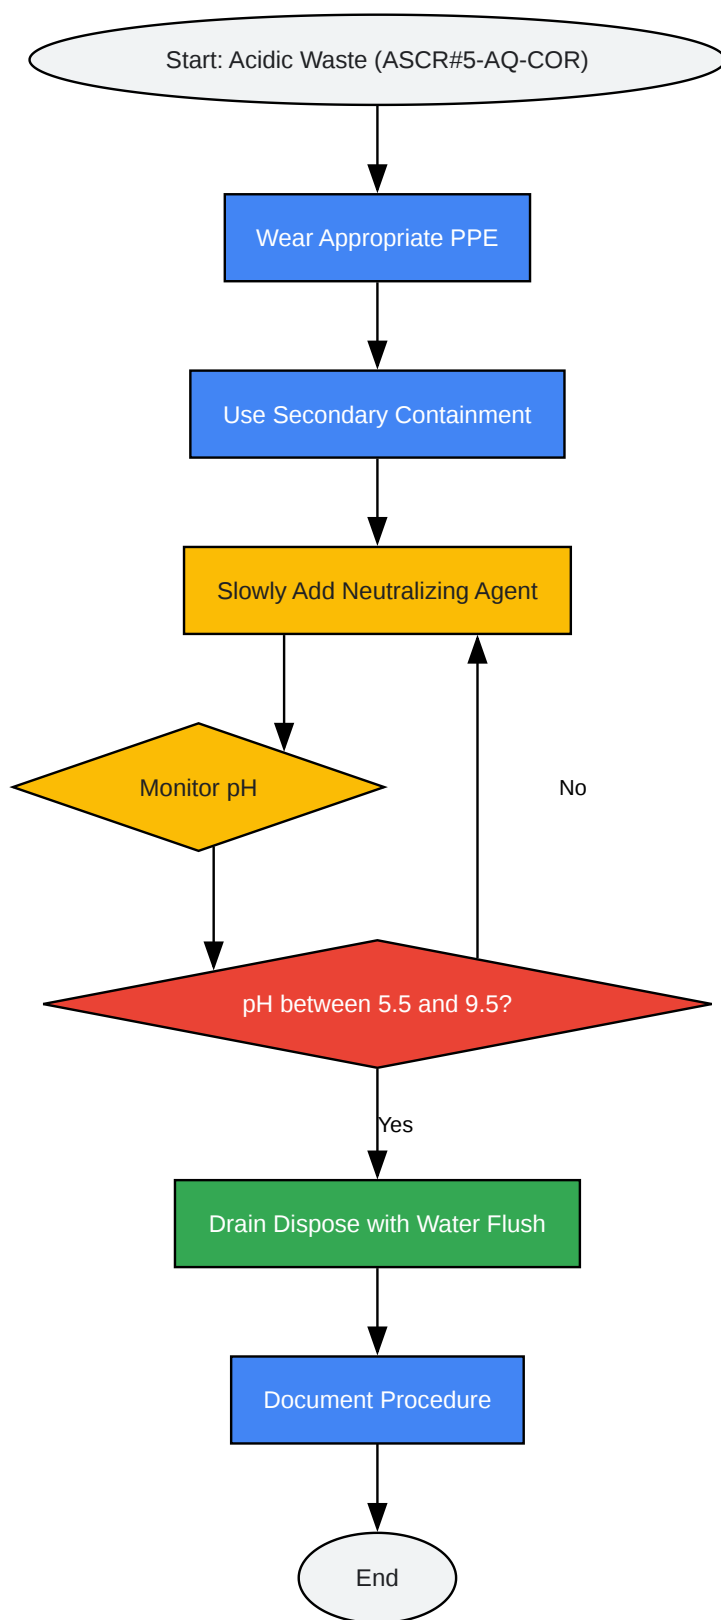 Start: Acidic Waste (ASCR#5-AQ-COR)
Wear Appropriate PPE
Use Secondary Containment
Slowly Add Neutralizing Agent
Monitor pH
No
pH between 5.5 and 9.5?
Yes
Drain Dispose with Water Flush
Document Procedure
End